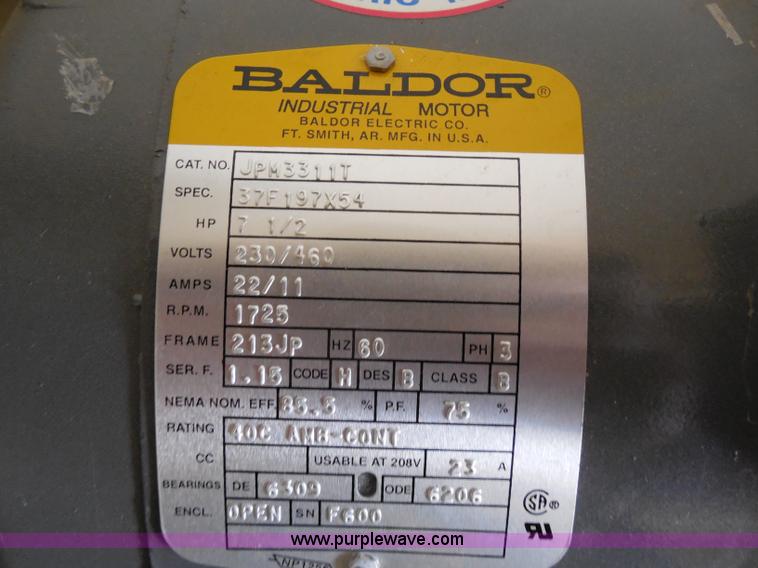 BALDOR®
INDUSTRIAL MOTOR
BALDOR ELECTRIC CO.
FT. SMITH, AR. MFG. IN U.S.A.
CAT. NO. JPM3311T
SPEC. 37F197X54
HP 7 1/2
VOLTS 230/460
AMPS 22/11
R.P.M. 1725
FRAME 213JP HZ 60 PH 3
SER. F. 1.15 CODE H DES B CLASS B
NEMA NOM. EFF. 85.5 % P.F. 75 %
RATING 40C AMB-CONT
CC USABLE AT 208V 23 A
BEARINGS DE 6309 ODE 6206
ENCL. OPEN SN F600
www.purplewave.com